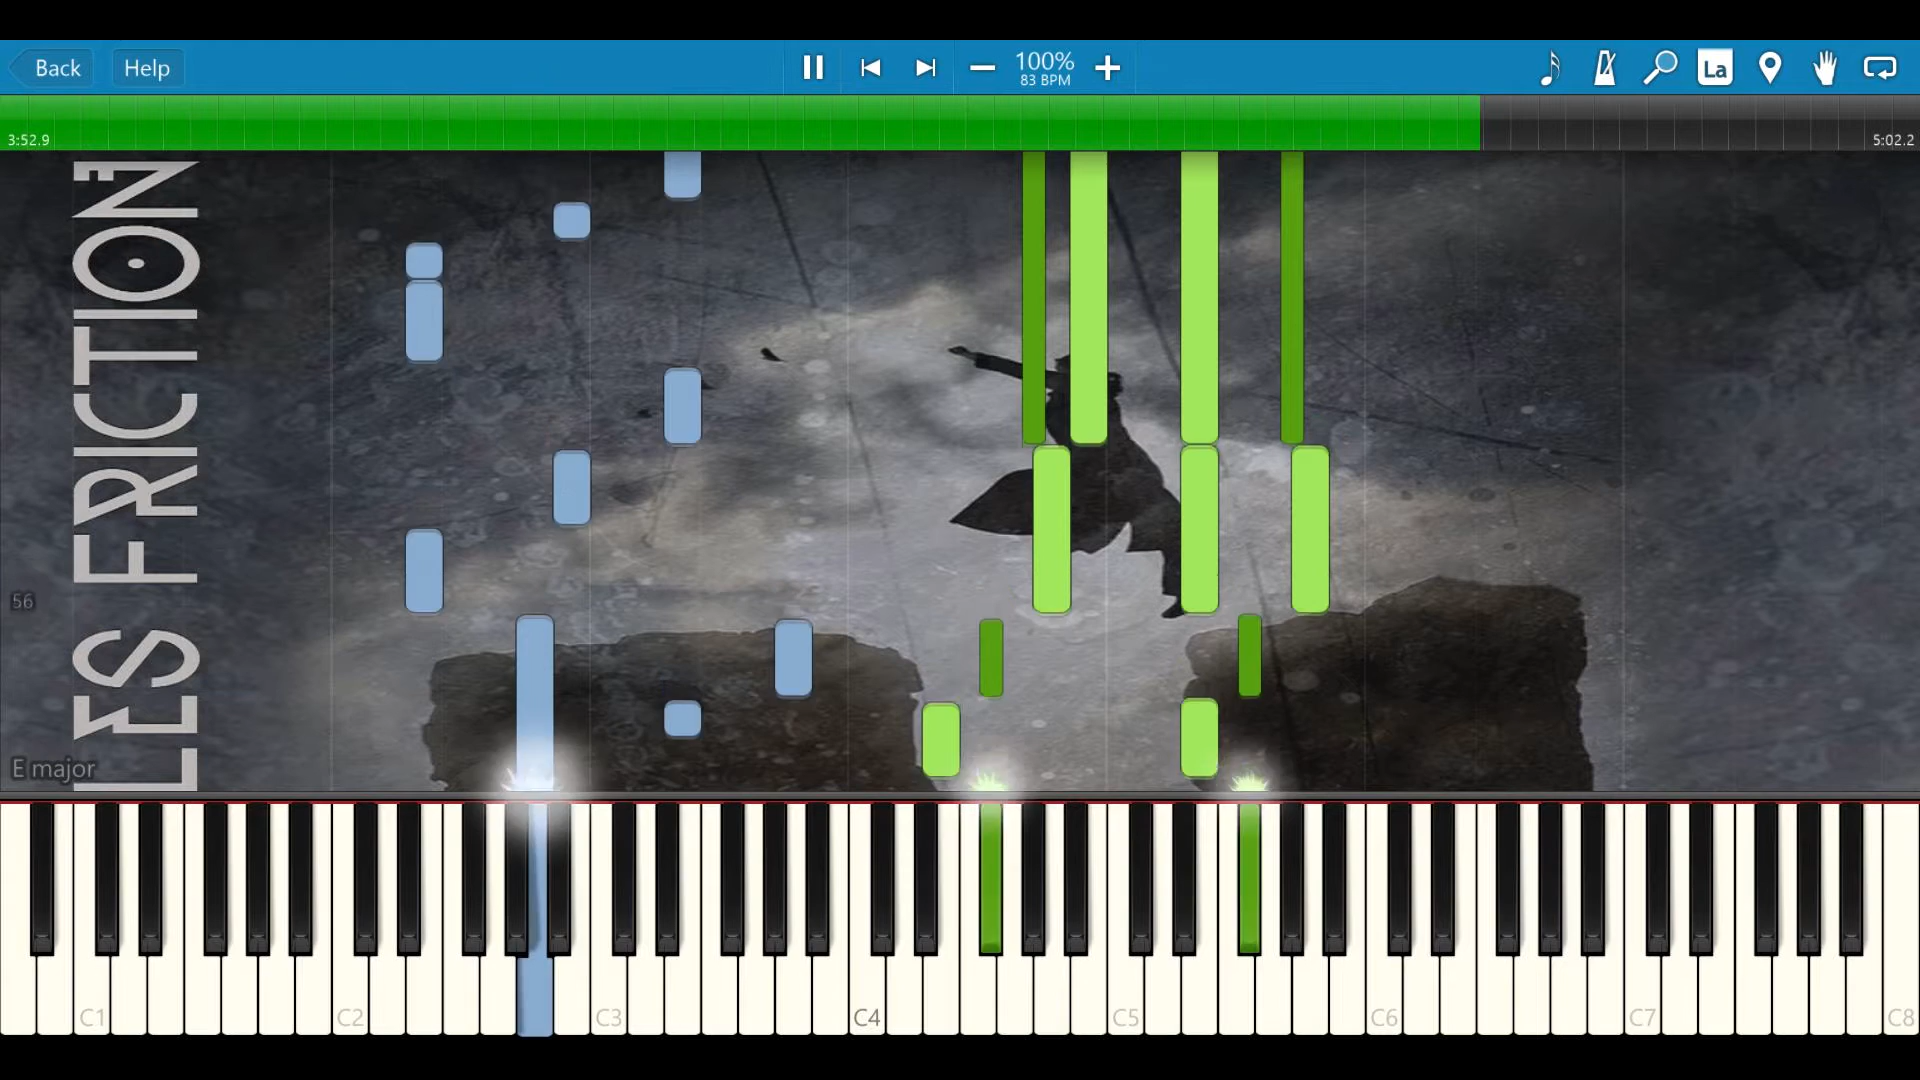 Back
Help
100%
83 BPM
La
3:52.9
5:02.2
LES FRICTION
56
E major
C1
C2
C3
C4
C5
C6
C7
C8